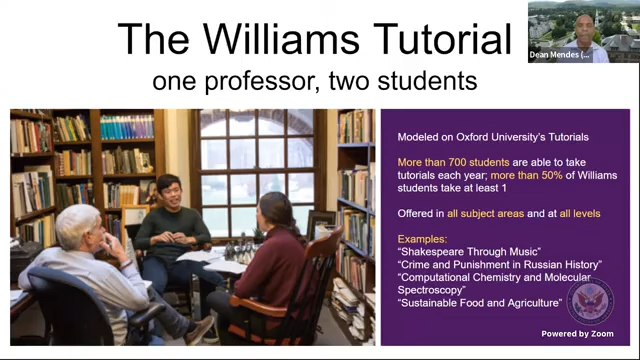 The Williams Tutorial
one professor, two students
Dean Mendes (...
Modeled on Oxford University's Tutorials
More than 700 students are able to take
tutorials each year; more than 50% of Williams
students take at least 1
Offered in all subject areas and at all levels
Examples:
"Shakespeare Through Music"
"Crime and Punishment in Russian History"
"Computational Chemistry and Molecular
Spectroscopy"
"Sustainable Food and Agriculture"
Powered by Zoom